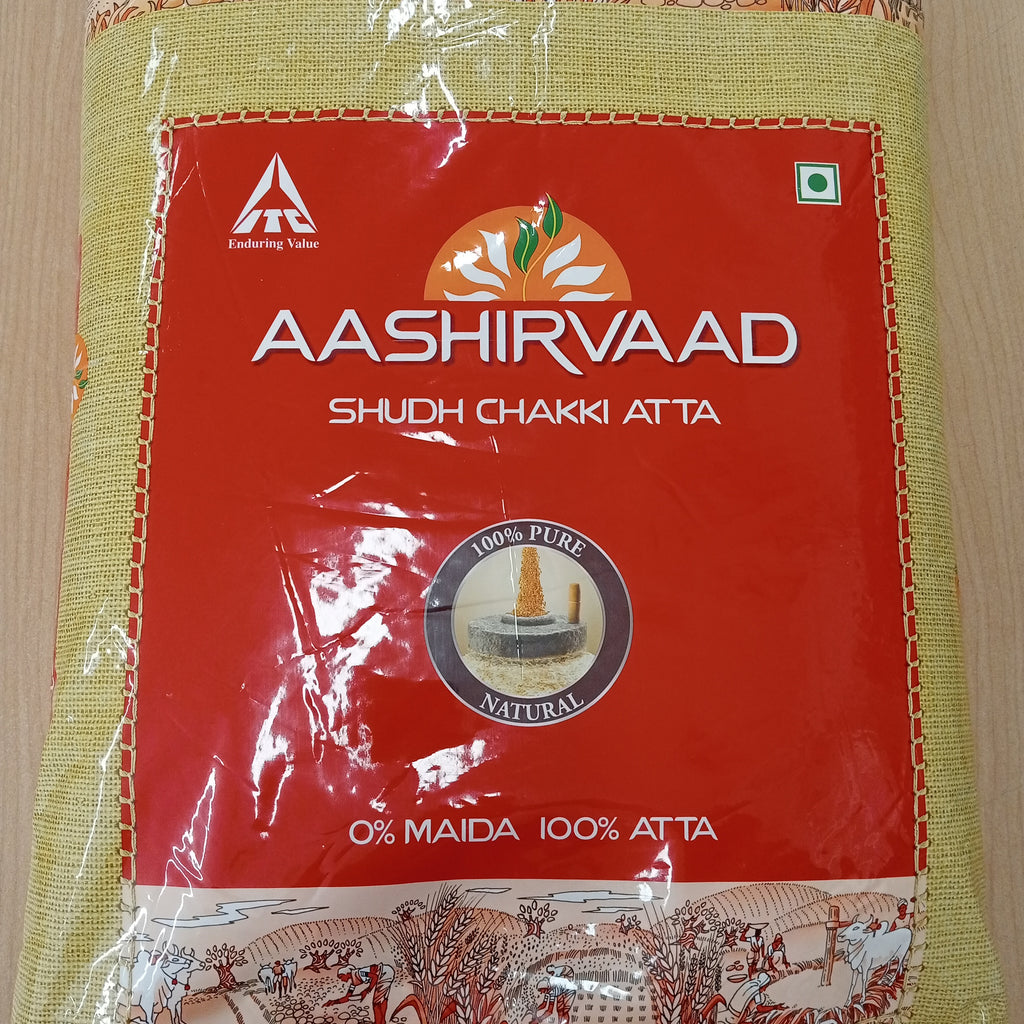 ITC
Enduring Value
AASHIRVAAD
SHUDH CHAKKI ATTA
100% PURE
NATURAL
0% MAIDA 100% ATTA